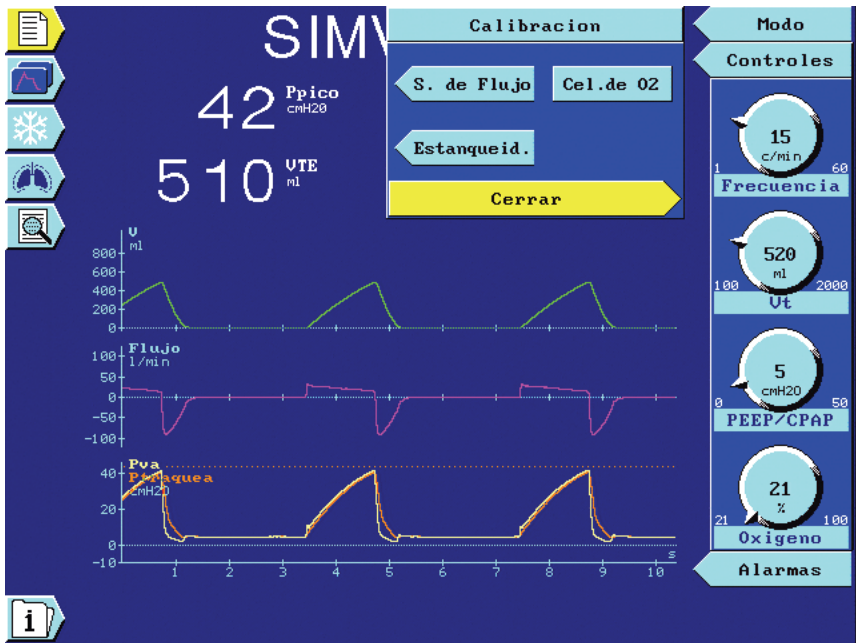 SIMV
42 Ppico
cmH2O
510 VTE
ml
Calibracion
S. de Flujo
Cel.de O2
Estanqueid.
Cerrar
Modo
Controles
15
c/min
1
60
Frecuencia
520
ml
100
2000
Vt
5
cmH2O
0
50
PEEP/CPAP
21
%
21
100
Oxigeno
Alarmas
V
ml
800
600
400
200
0
Flujo
l/min
100
50
0
-50
-100
Pva
Ptraquea
cmH2O
40
20
0
-10
s
1 2 3 4 5 6 7 8 9 10
i